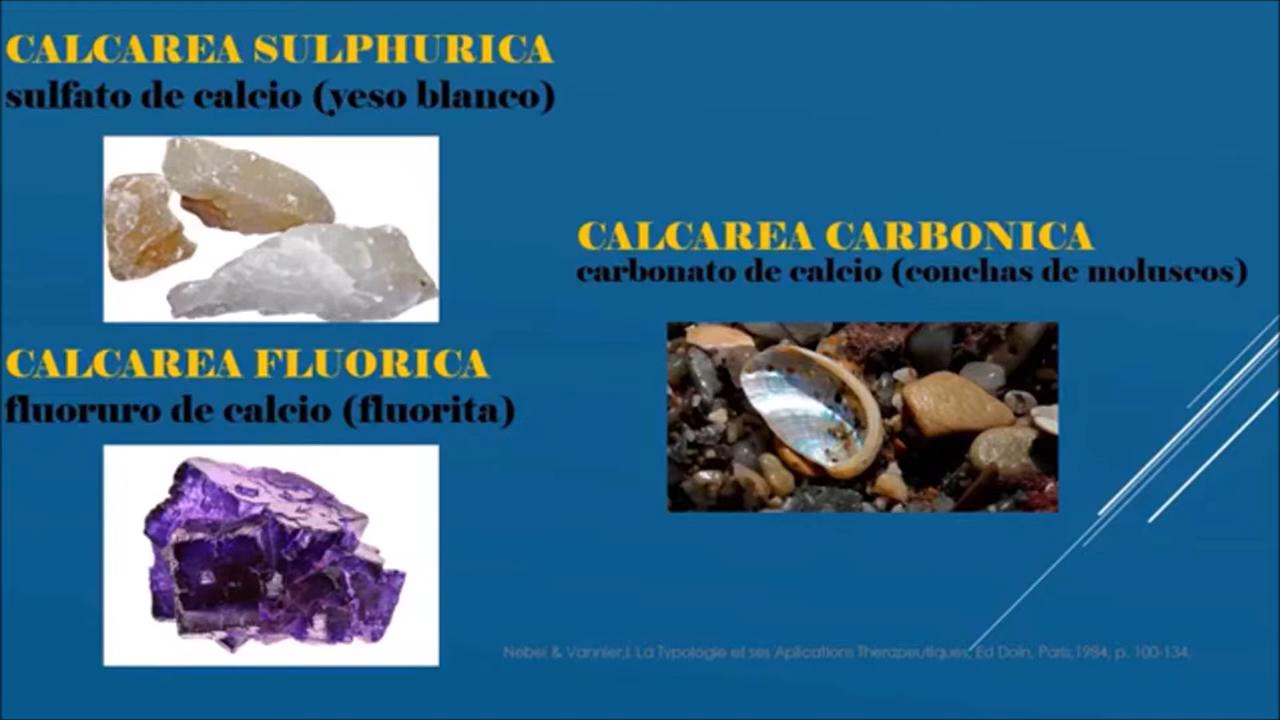 CALCAREA SULPHURICA
sulfato de calcio (yeso blanco)
CALCAREA FLUORICA
fluoruro de calcio (fluorita)
CALCAREA CARBONICA
carbonato de calcio (conchas de moluscos)
Nebel & Vannier,l. La Typologie et ses Aplications Therapeutiques, Ed Doin, Paris,1984, p. 100-134.